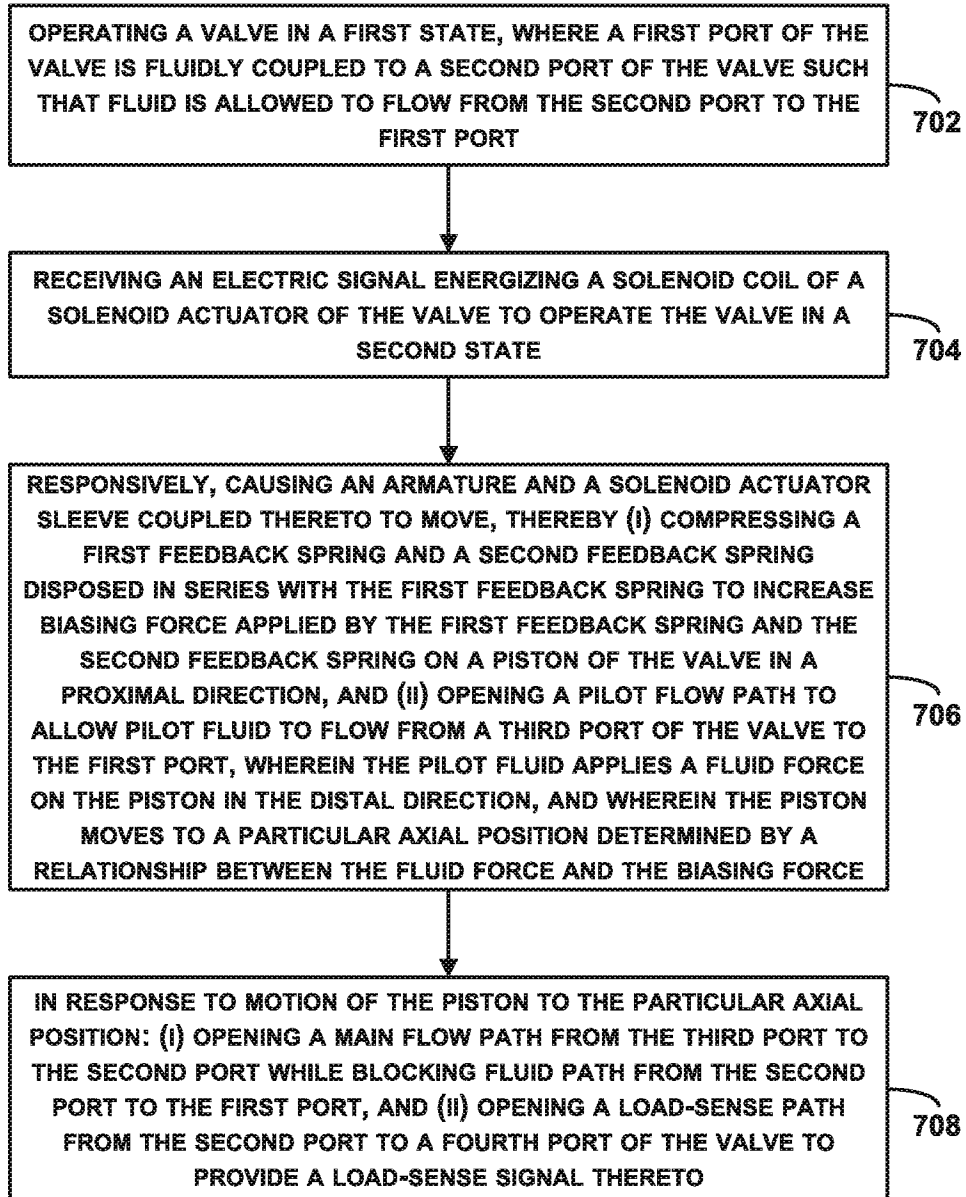 OPERATING A VALVE IN A FIRST STATE, WHERE A FIRST PORT OF THE
VALVE IS FLUIDLY COUPLED TO A SECOND PORT OF THE VALVE SUCH
THAT FLUID IS ALLOWED TO FLOW FROM THE SECOND PORT TO THE
FIRST PORT
702
RECEIVING AN ELECTRIC SIGNAL ENERGIZING A SOLENOID COIL OF A
SOLENOID ACTUATOR OF THE VALVE TO OPERATE THE VALVE IN A
SECOND STATE
704
RESPONSIVELY, CAUSING AN ARMATURE AND A SOLENOID ACTUATOR
SLEEVE COUPLED THERETO TO MOVE, THEREBY (I) COMPRESSING A
FIRST FEEDBACK SPRING AND A SECOND FEEDBACK SPRING
DISPOSED IN SERIES WITH THE FIRST FEEDBACK SPRING TO INCREASE
BIASING FORCE APPLIED BY THE FIRST FEEDBACK SPRING AND THE
SECOND FEEDBACK SPRING ON A PISTON OF THE VALVE IN A
PROXIMAL DIRECTION, AND (II) OPENING A PILOT FLOW PATH TO
ALLOW PILOT FLUID TO FLOW FROM A THIRD PORT OF THE VALVE TO
THE FIRST PORT, WHEREIN THE PILOT FLUID APPLIES A FLUID FORCE
ON THE PISTON IN THE DISTAL DIRECTION, AND WHEREIN THE PISTON
MOVES TO A PARTICULAR AXIAL POSITION DETERMINED BY A
RELATIONSHIP BETWEEN THE FLUID FORCE AND THE BIASING FORCE
706
IN RESPONSE TO MOTION OF THE PISTON TO THE PARTICULAR AXIAL
POSITION: (I) OPENING A MAIN FLOW PATH FROM THE THIRD PORT TO
THE SECOND PORT WHILE BLOCKING FLUID PATH FROM THE SECOND
PORT TO THE FIRST PORT, AND (II) OPENING A LOAD-SENSE PATH
FROM THE SECOND PORT TO A FOURTH PORT OF THE VALVE TO
PROVIDE A LOAD-SENSE SIGNAL THERETO
708